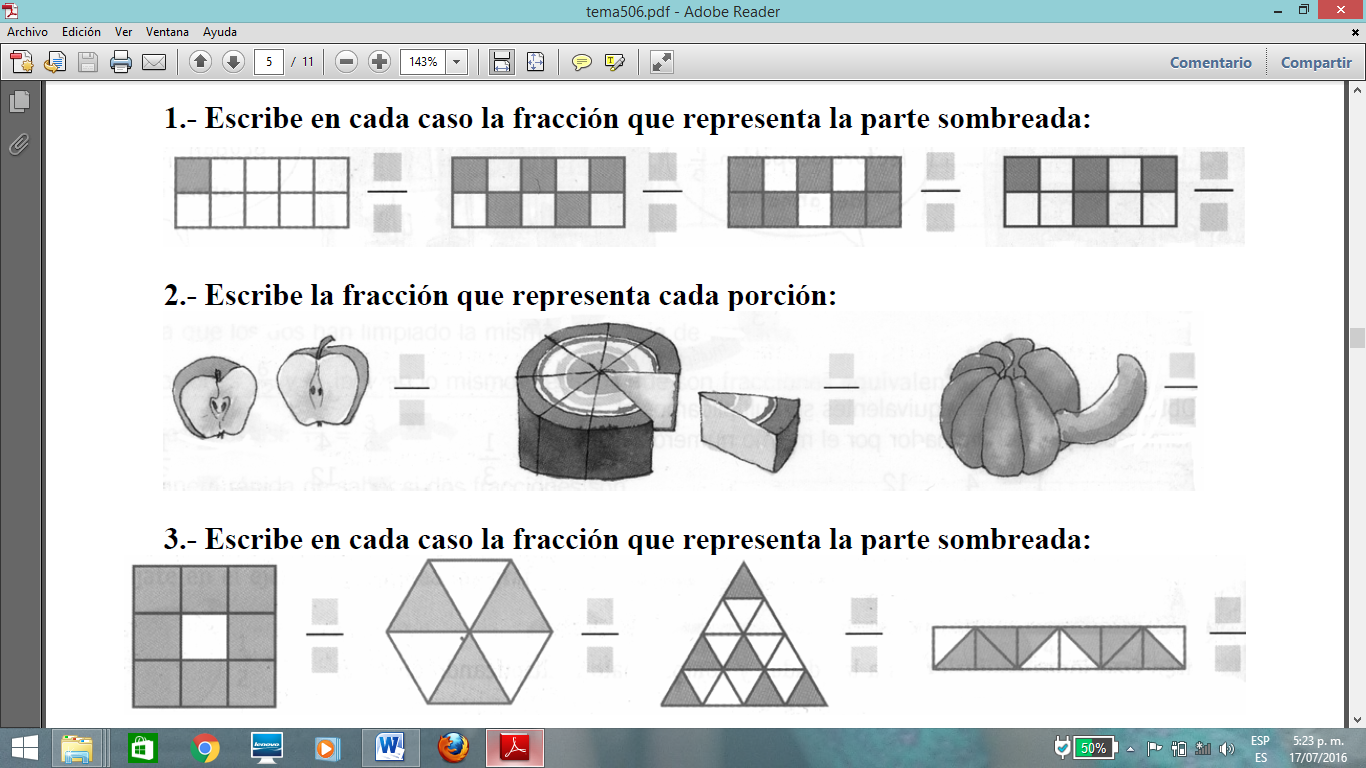 tema506.pdf - Adobe Reader
Archivo Edición Ver Ventana Ayuda
5 / 11 143% Comentario Compartir
1.- Escribe en cada caso la fracción que representa la parte sombreada:
2.- Escribe la fracción que representa cada porción:
3.- Escribe en cada caso la fracción que representa la parte sombreada:
lenovo 50% ESP 5:23 p. m.
ES 17/07/2016